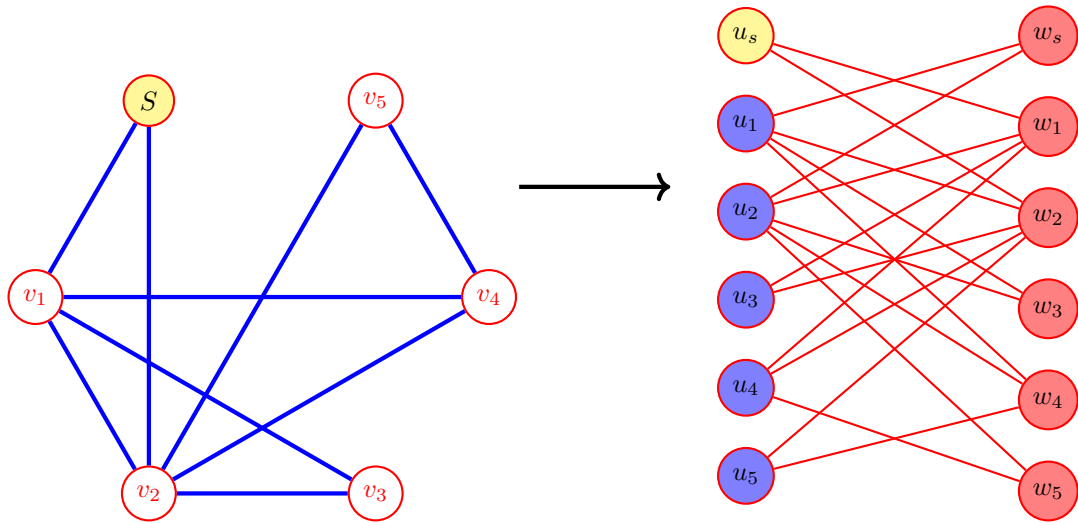 S
v₅
v₁
v₄
v₂
v₃
uₛ
u₁
u₂
u₃
u₄
u₅
wₛ
w₁
w₂
w₃
w₄
w₅